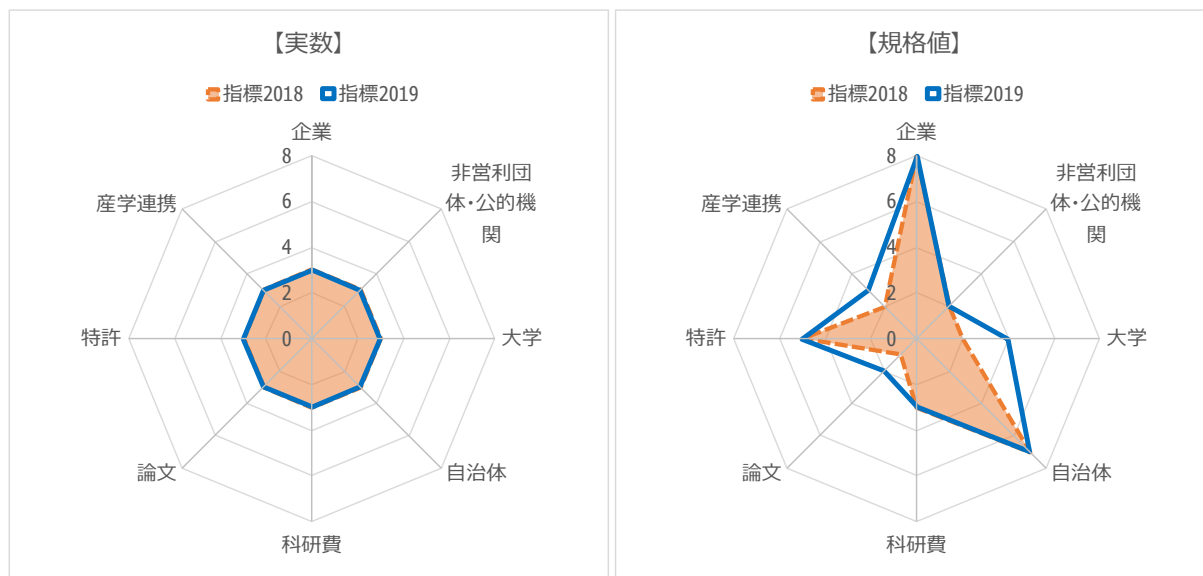 【実数】
指標2018 指標2019
企業
非営利団
体・公的機
関
大学
自治体
科研費
論文
特許
産学連携
8
6
4
2
0
【規格値】
指標2018 指標2019
企業
非営利団
体・公的機
関
大学
自治体
科研費
論文
特許
産学連携
8
6
4
2
0